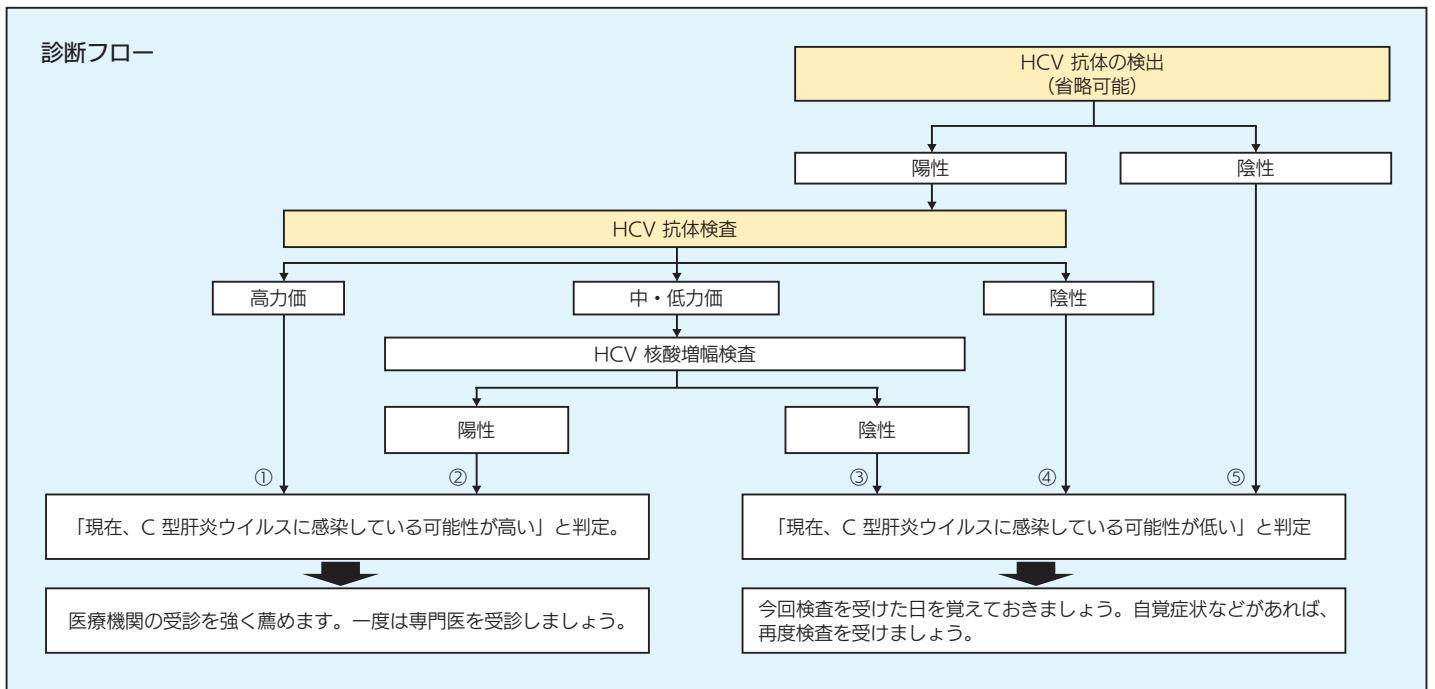 診断フロー
HCV 抗体の検出
（省略可能）
陽性
陰性
HCV 抗体検査
高力価
中・低力価
陰性
HCV 核酸増幅検査
陽性
陰性
①
②
③
④
⑤
「現在、C 型肝炎ウイルスに感染している可能性が高い」と判定。
「現在、C 型肝炎ウイルスに感染している可能性が低い」と判定
医療機関の受診を強く薦めます。一度は専門医を受診しましょう。
今回検査を受けた日を覚えておきましょう。自覚症状などがあれば、
再度検査を受けましょう。